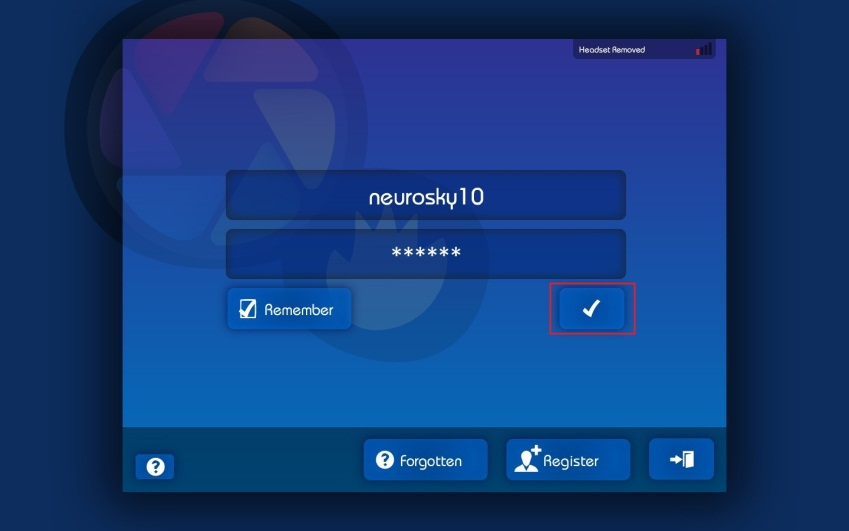 Headset Removed
neurosky10
******
Remember
Forgotten
Register